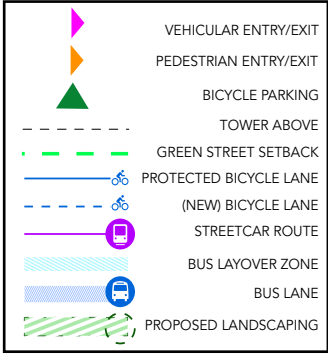 VEHICULAR ENTRY/EXIT
PEDESTRIAN ENTRY/EXIT
BICYCLE PARKING
TOWER ABOVE
GREEN STREET SETBACK
PROTECTED BICYCLE LANE
(NEW) BICYCLE LANE
STREETCAR ROUTE
BUS LAYOVER ZONE
BUS LANE
PROPOSED LANDSCAPING